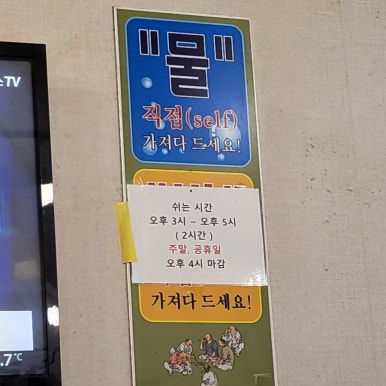 TV
"물"
직접(self)
가져다 드세요!
쉬는 시간
오후 3시 ~ 오후 5시
( 2시간 )
주말, 공휴일
오후 4시 마감
가져다 드세요!
.7℃